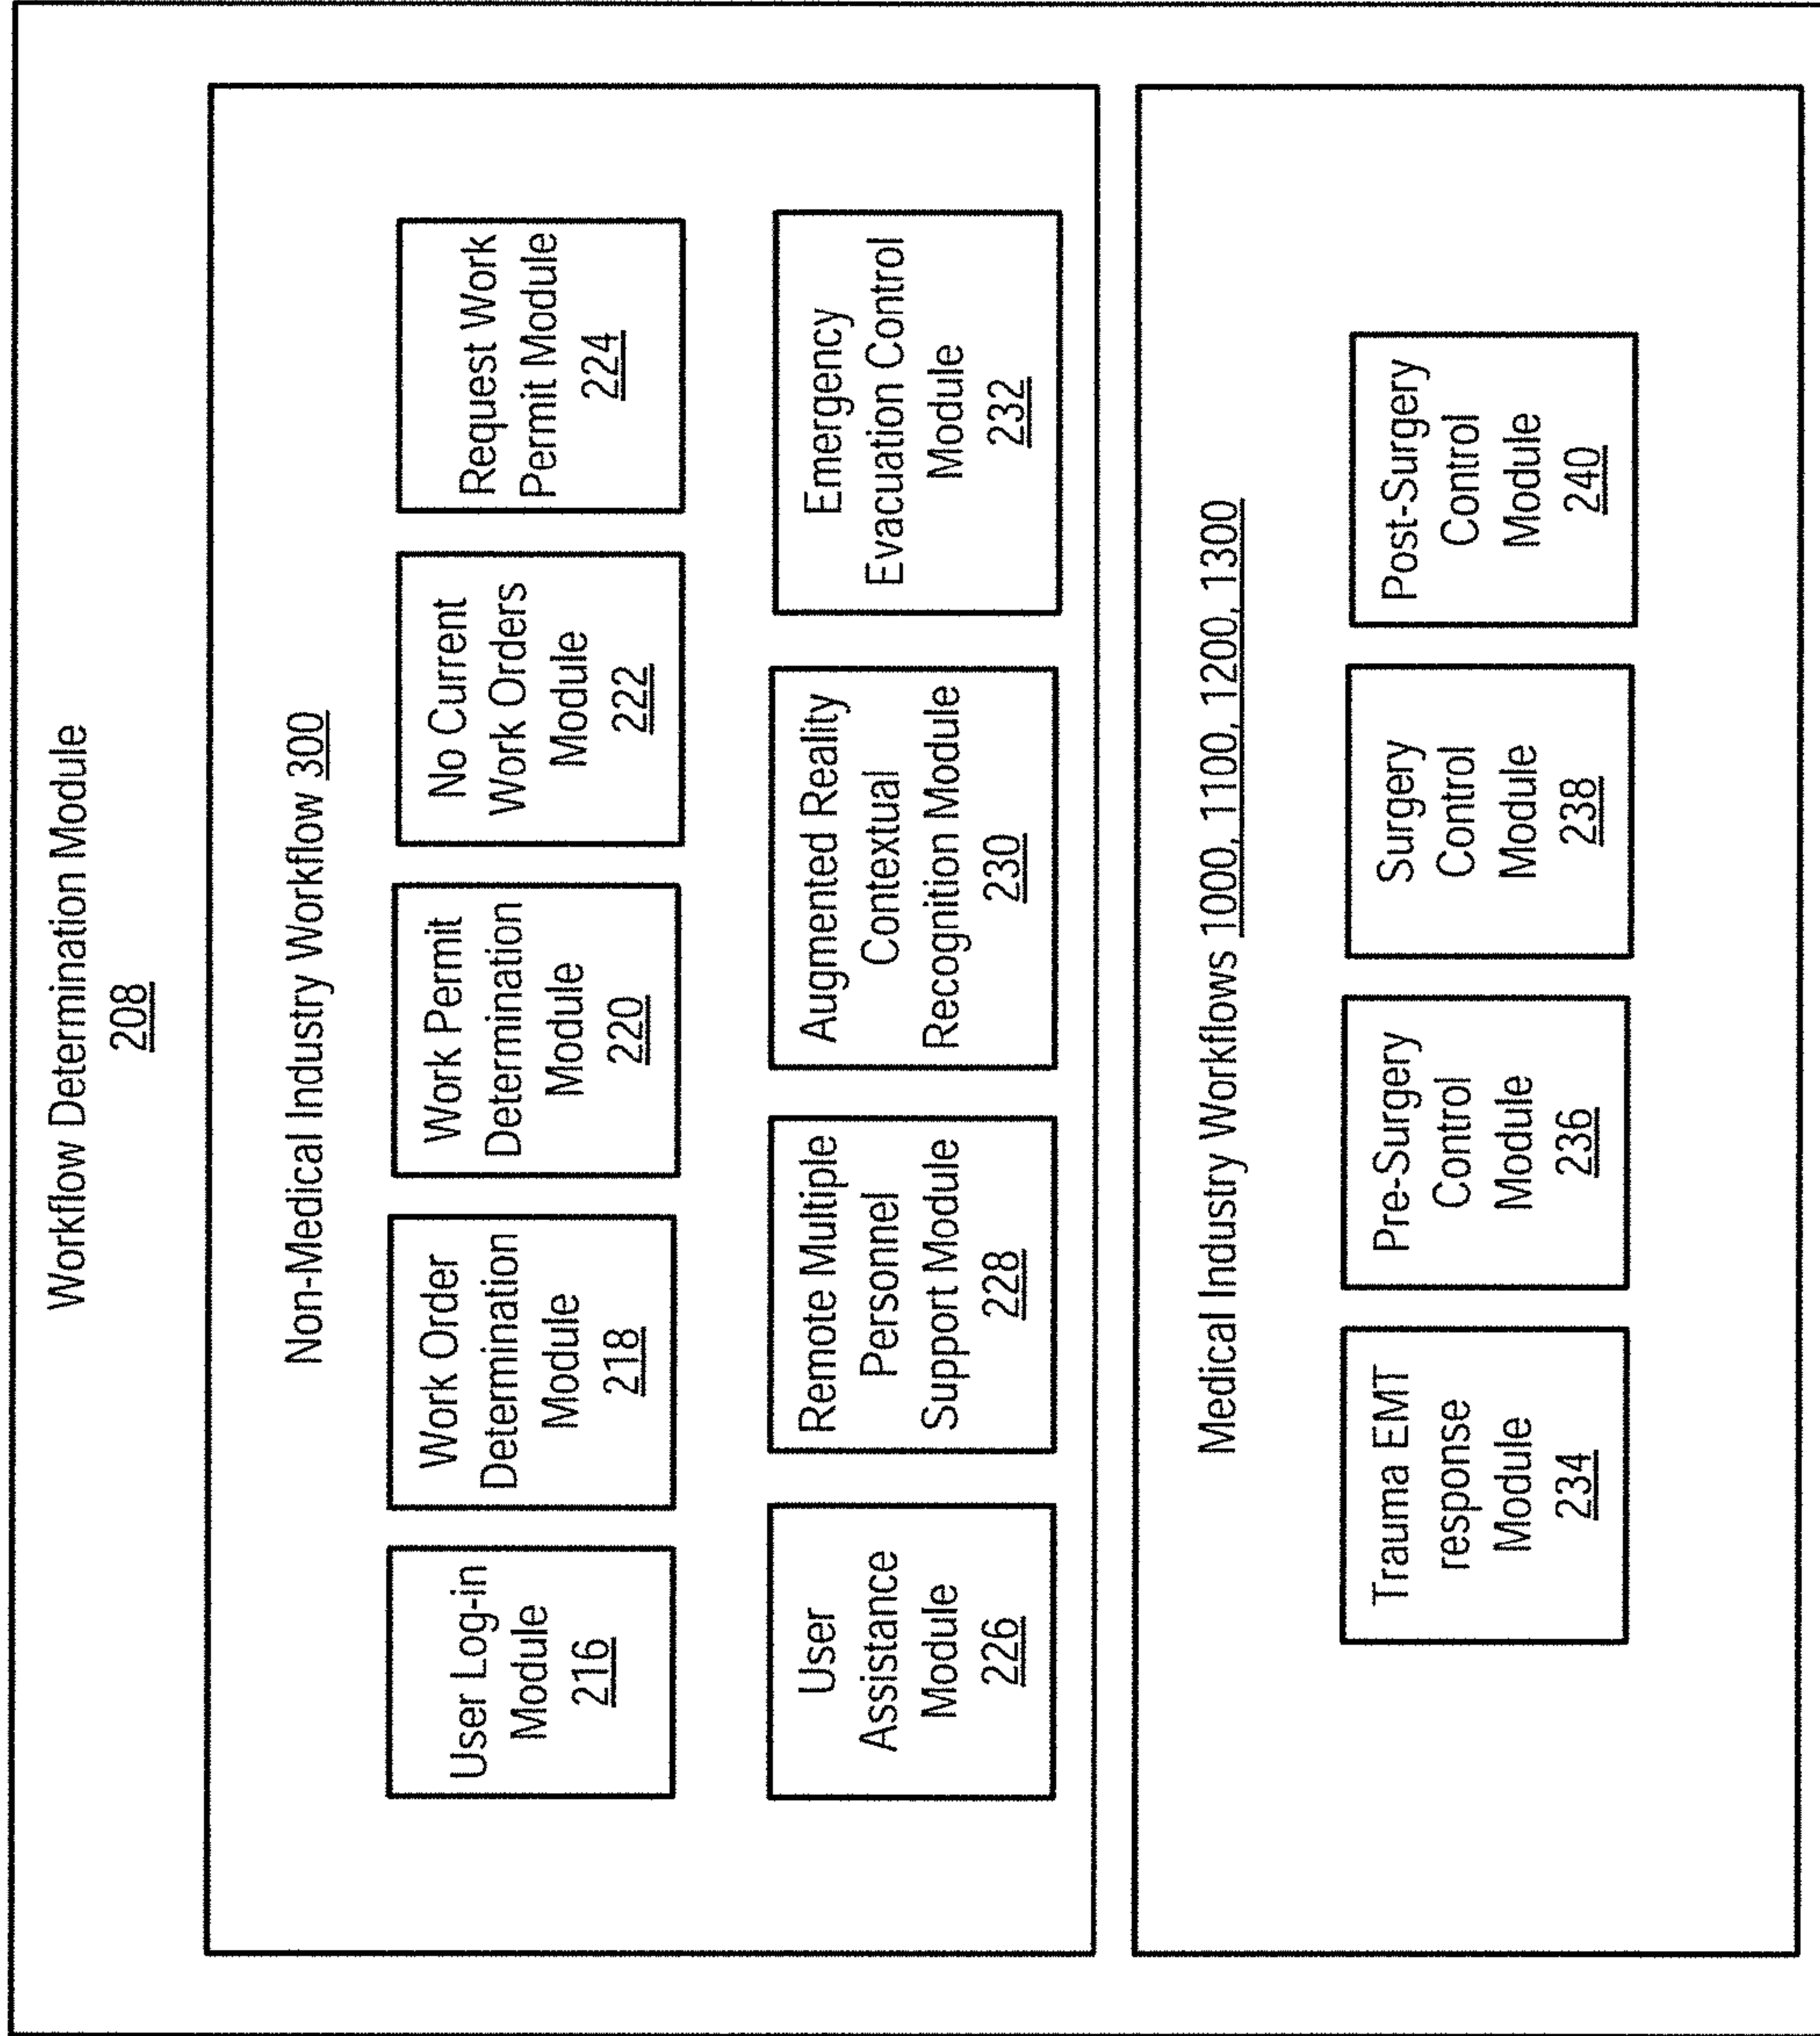 Workflow Determination Module
208
Non-Medical Industry Workflow 300
User Log-in
Module
216
Work Order
Determination
Module
218
Work Permit
Determination
Module
220
No Current
Work Orders
Module
222
Request Work
Permit Module
224
User
Assistance
Module
226
Remote Multiple
Personnel
Support Module
228
Augmented Reality
Contextual
Recognition Module
230
Emergency
Evacuation Control
Module
232
Medical Industry Workflows 1000, 1100, 1200, 1300
Trauma EMT
response
Module
234
Pre-Surgery
Control
Module
236
Surgery
Control
Module
238
Post-Surgery
Control
Module
240